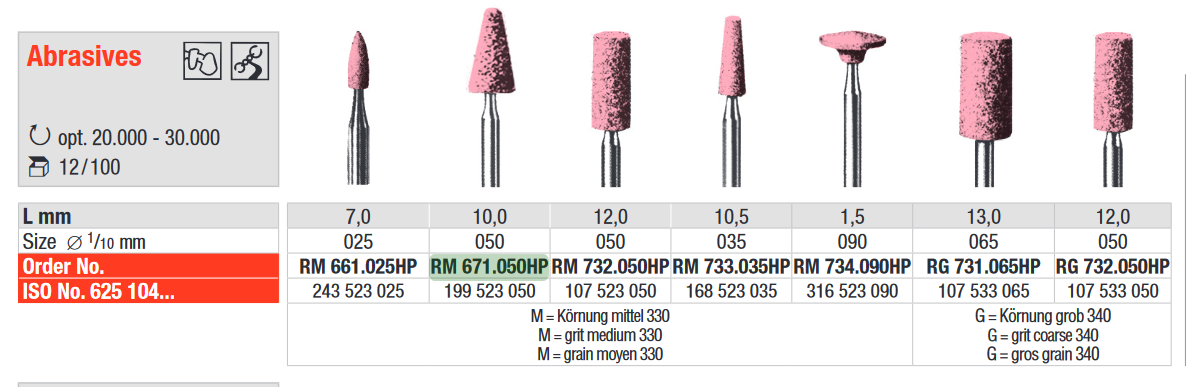 Abrasives
opt. 20.000 - 30.000
12/100
L mm 7,0 10,0 12,0 10,5 1,5 13,0 12,0
Size ⌀ 1/10 mm 025 050 050 035 090 065 050
Order No. RM 661.025HP RM 671.050HP RM 732.050HP RM 733.035HP RM 734.090HP RG 731.065HP RG 732.050HP
ISO No. 625 104... 243 523 025 199 523 050 107 523 050 168 523 035 316 523 090 107 533 065 107 533 050
M = Körnung mittel 330 G = Körnung grob 340
M = grit medium 330 G = grit coarse 340
M = grain moyen 330 G = gros grain 340